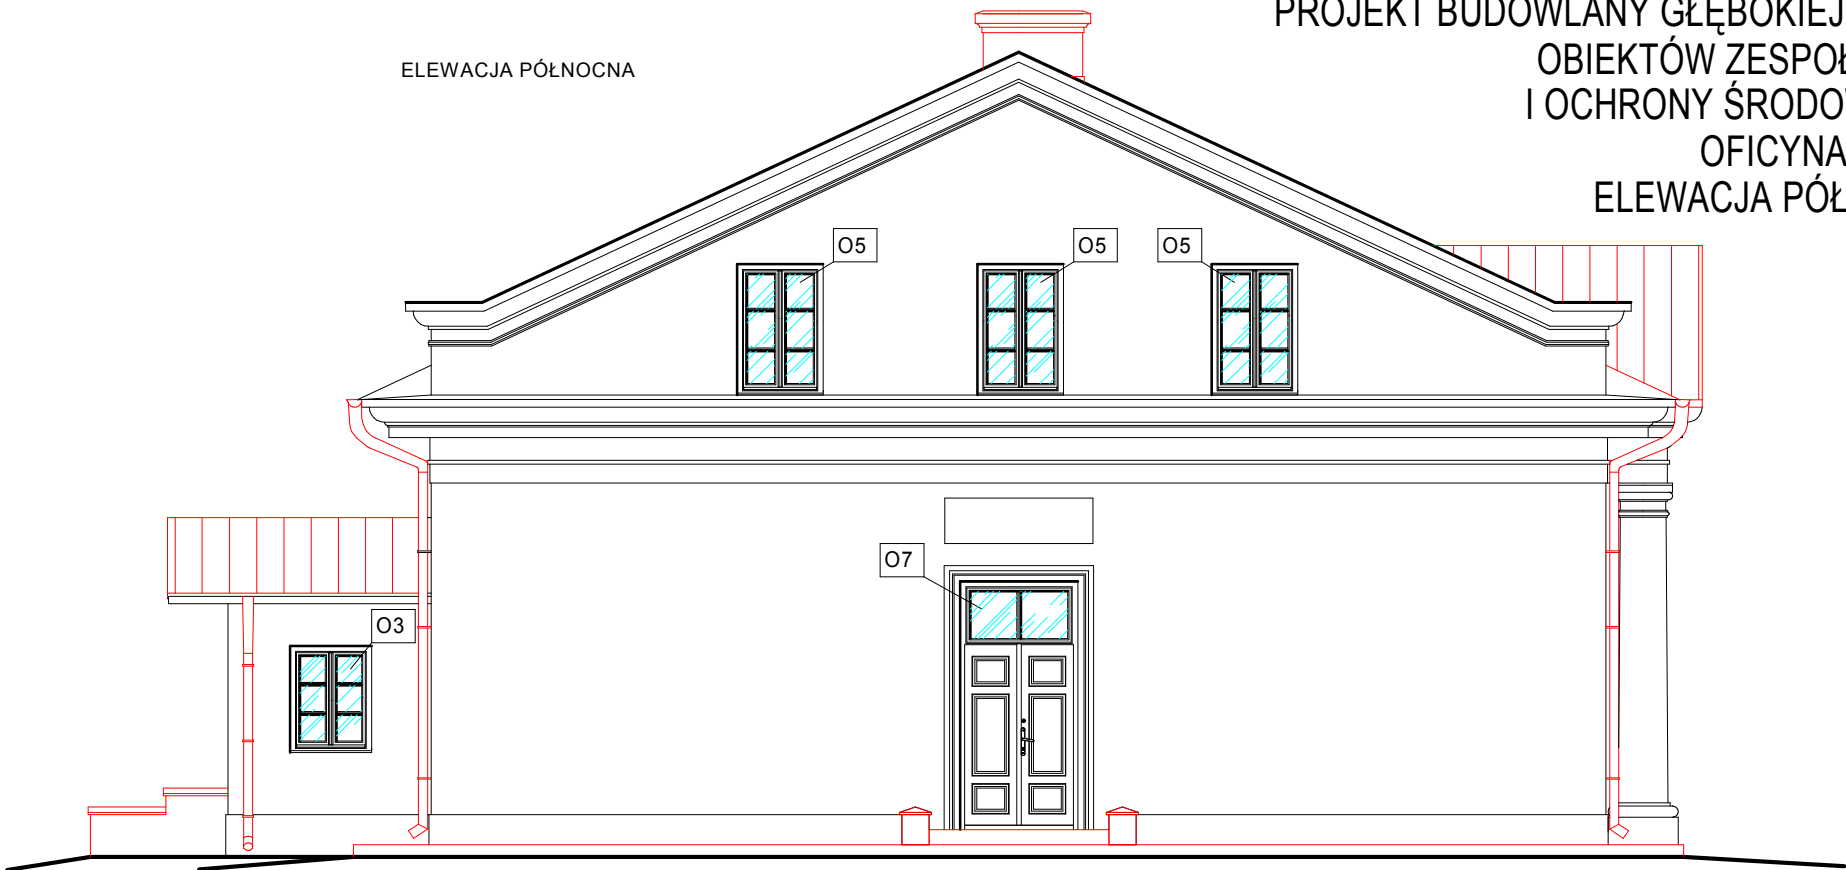 PROJEKT BUDOWLANY GŁĘBOKIEJ
ELEWACJA PÓŁNOCNA
OBIEKTÓW ZESPOŁ
I OCHRONY ŚRODO
OFICYNA
ELEWACJA PÓŁ
O5
O5
O5
O7
O3